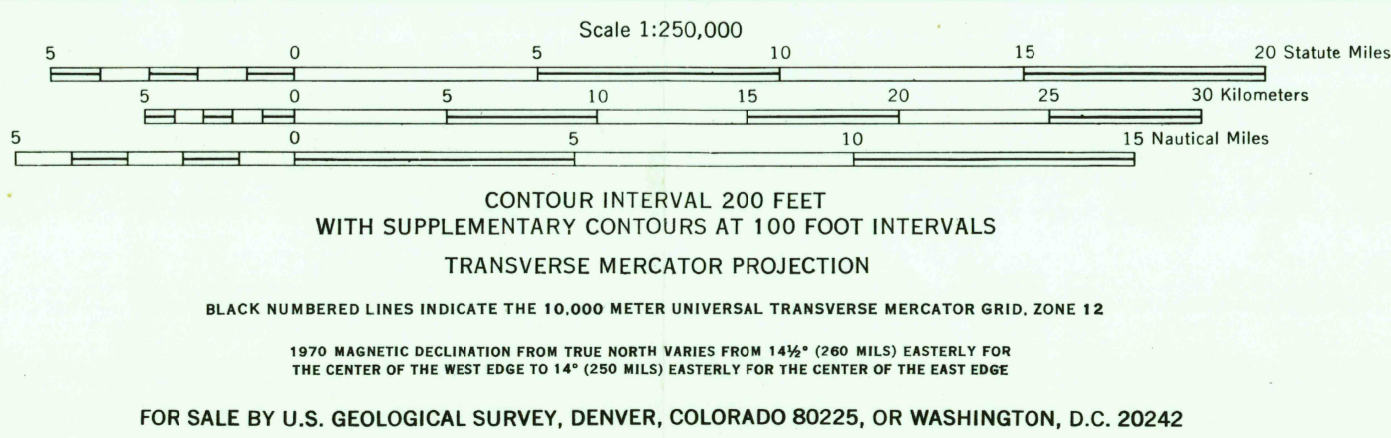 Scale 1:250,000
5 0 5 10 15 20 Statute Miles
5 0 5 10 15 20 25 30 Kilometers
5 0 5 10 15 Nautical Miles
CONTOUR INTERVAL 200 FEET
WITH SUPPLEMENTARY CONTOURS AT 100 FOOT INTERVALS
TRANSVERSE MERCATOR PROJECTION
BLACK NUMBERED LINES INDICATE THE 10,000 METER UNIVERSAL TRANSVERSE MERCATOR GRID, ZONE 12
1970 MAGNETIC DECLINATION FROM TRUE NORTH VARIES FROM 14½° (260 MILS) EASTERLY FOR
THE CENTER OF THE WEST EDGE TO 14° (250 MILS) EASTERLY FOR THE CENTER OF THE EAST EDGE
FOR SALE BY U.S. GEOLOGICAL SURVEY, DENVER, COLORADO 80225, OR WASHINGTON, D.C. 20242